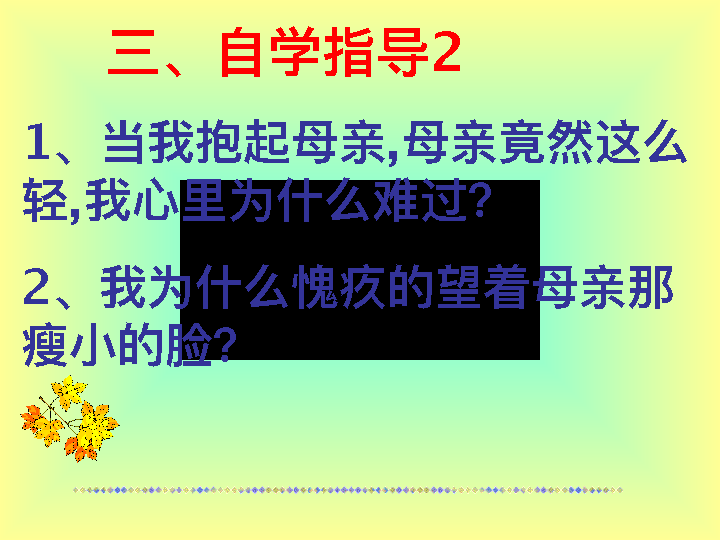 三、自学指导2
1、当我抱起母亲,母亲竟然这么
轻,我心里为什么难过?
2、我为什么愧疚的望着母亲那
瘦小的脸?